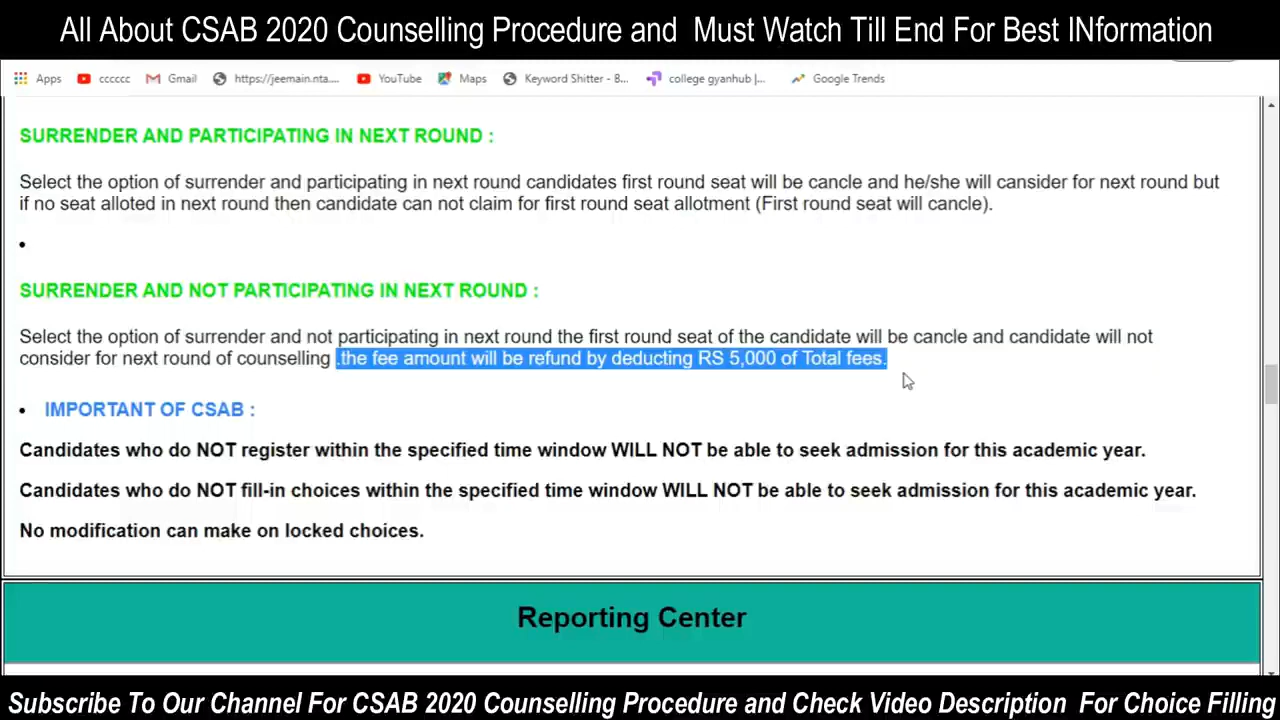 All About CSAB 2020 Counselling Procedure and  Must Watch Till End For Best INformation
Apps cccccc Gmail https://jeemain.nta.... YouTube Maps Keyword Shitter - B... college gyanhub |... Google Trends
SURRENDER AND PARTICIPATING IN NEXT ROUND :
Select the option of surrender and participating in next round candidates first round seat will be cancle and he/she will cansider for next round but
if no seat alloted in next round then candidate can not claim for first round seat allotment (First round seat will cancle).
•
SURRENDER AND NOT PARTICIPATING IN NEXT ROUND :
Select the option of surrender and not participating in next round the first round seat of the candidate will be cancle and candidate will not
consider for next round of counselling .the fee amount will be refund by deducting RS 5,000 of Total fees.
• IMPORTANT OF CSAB :
Candidates who do NOT register within the specified time window WILL NOT be able to seek admission for this academic year.
Candidates who do NOT fill-in choices within the specified time window WILL NOT be able to seek admission for this academic year.
No modification can make on locked choices.
Reporting Center
Subscribe To Our Channel For CSAB 2020 Counselling Procedure and Check Video Description  For Choice Filling